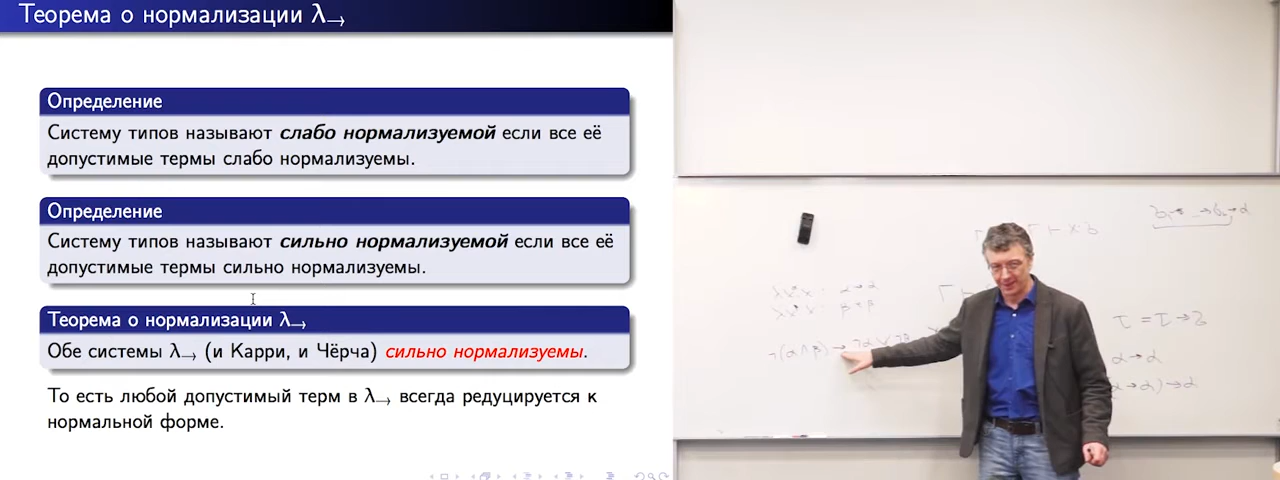 Теорема о нормализации λ→
Определение
Систему типов называют слабо нормализуемой если все её
допустимые термы слабо нормализуемы.
Определение
Систему типов называют сильно нормализуемой если все её
допустимые термы сильно нормализуемы.
Теорема о нормализации λ→
Обе системы λ→ (и Карри, и Чёрча) сильно нормализуемы.
То есть любой допустимый терм в λ→ всегда редуцируется к
нормальной форме.
¬(α∧β) → ¬α ∨ ¬β
α→α